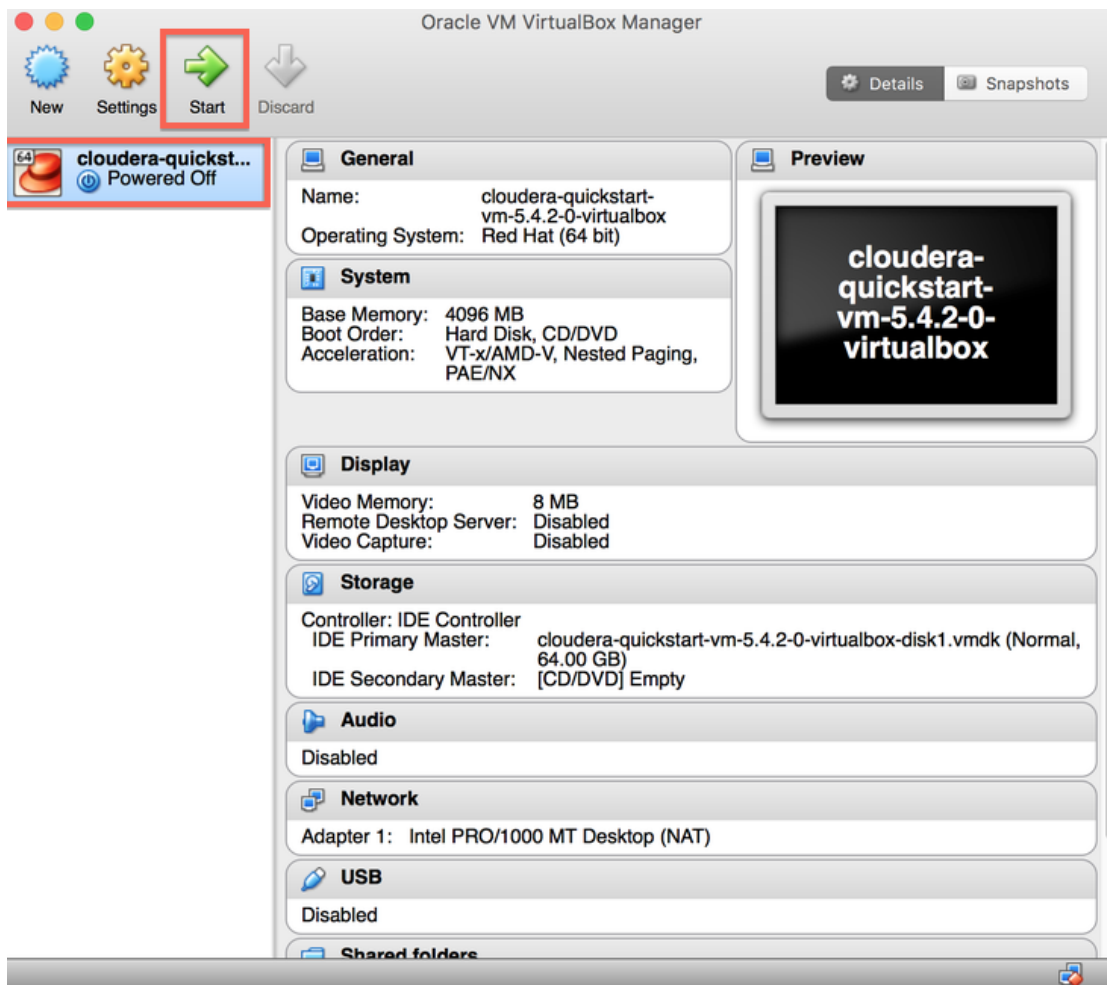 Oracle VM VirtualBox Manager
New Settings Start Discard
Details Snapshots
64
cloudera-quickst...
Powered Off
General
Name: cloudera-quickstart-
vm-5.4.2-0-virtualbox
Operating System: Red Hat (64 bit)
Preview
cloudera-
quickstart-
vm-5.4.2-0-
virtualbox
System
Base Memory: 4096 MB
Boot Order: Hard Disk, CD/DVD
Acceleration: VT-x/AMD-V, Nested Paging,
PAE/NX
Display
Video Memory: 8 MB
Remote Desktop Server: Disabled
Video Capture: Disabled
Storage
Controller: IDE Controller
IDE Primary Master: cloudera-quickstart-vm-5.4.2-0-virtualbox-disk1.vmdk (Normal,
64.00 GB)
IDE Secondary Master: [CD/DVD] Empty
Audio
Disabled
Network
Adapter 1: Intel PRO/1000 MT Desktop (NAT)
USB
Disabled
Shared folders